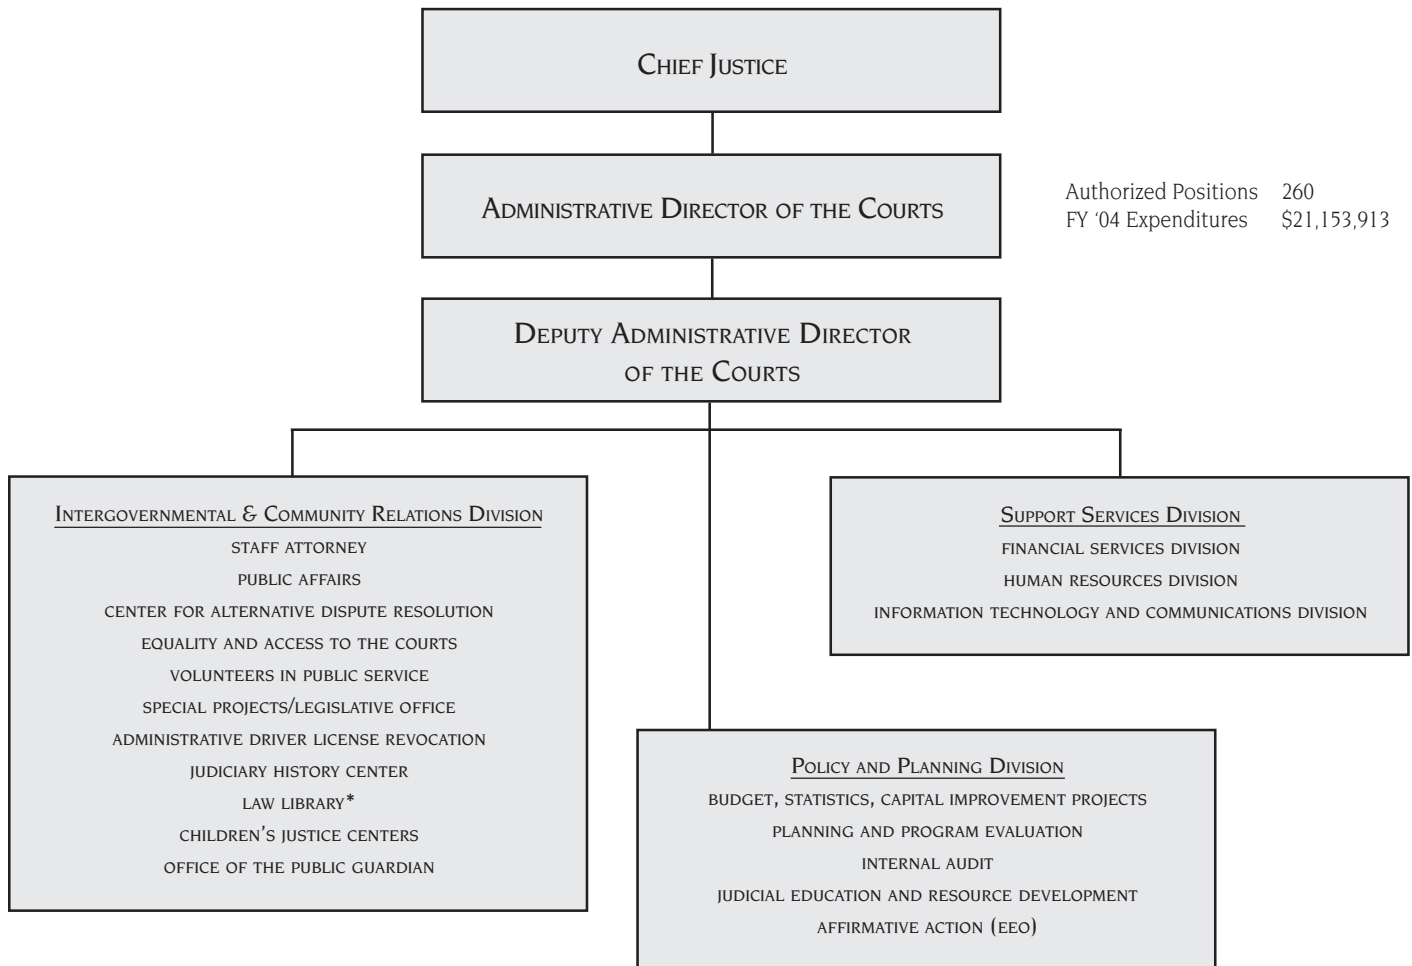 Chief Justice
Administrative Director of the Courts
Authorized Positions 260
FY ‘04 Expenditures $21,153,913
Deputy Administrative Director
of the Courts
Intergovernmental & Community Relations Division
staff attorney
public affairs
center for alternative dispute resolution
equality and access to the courts
volunteers in public service
special projects/legislative office
administrative driver license revocation
judiciary history center
law library*
children’s justice centers
office of the public guardian
Support Services Division
financial services division
human resources division
information technology and communications division
Policy and Planning Division
budget, statistics, capital improvement projects
planning and program evaluation
internal audit
judicial education and resource development
affirmative action (eeo)